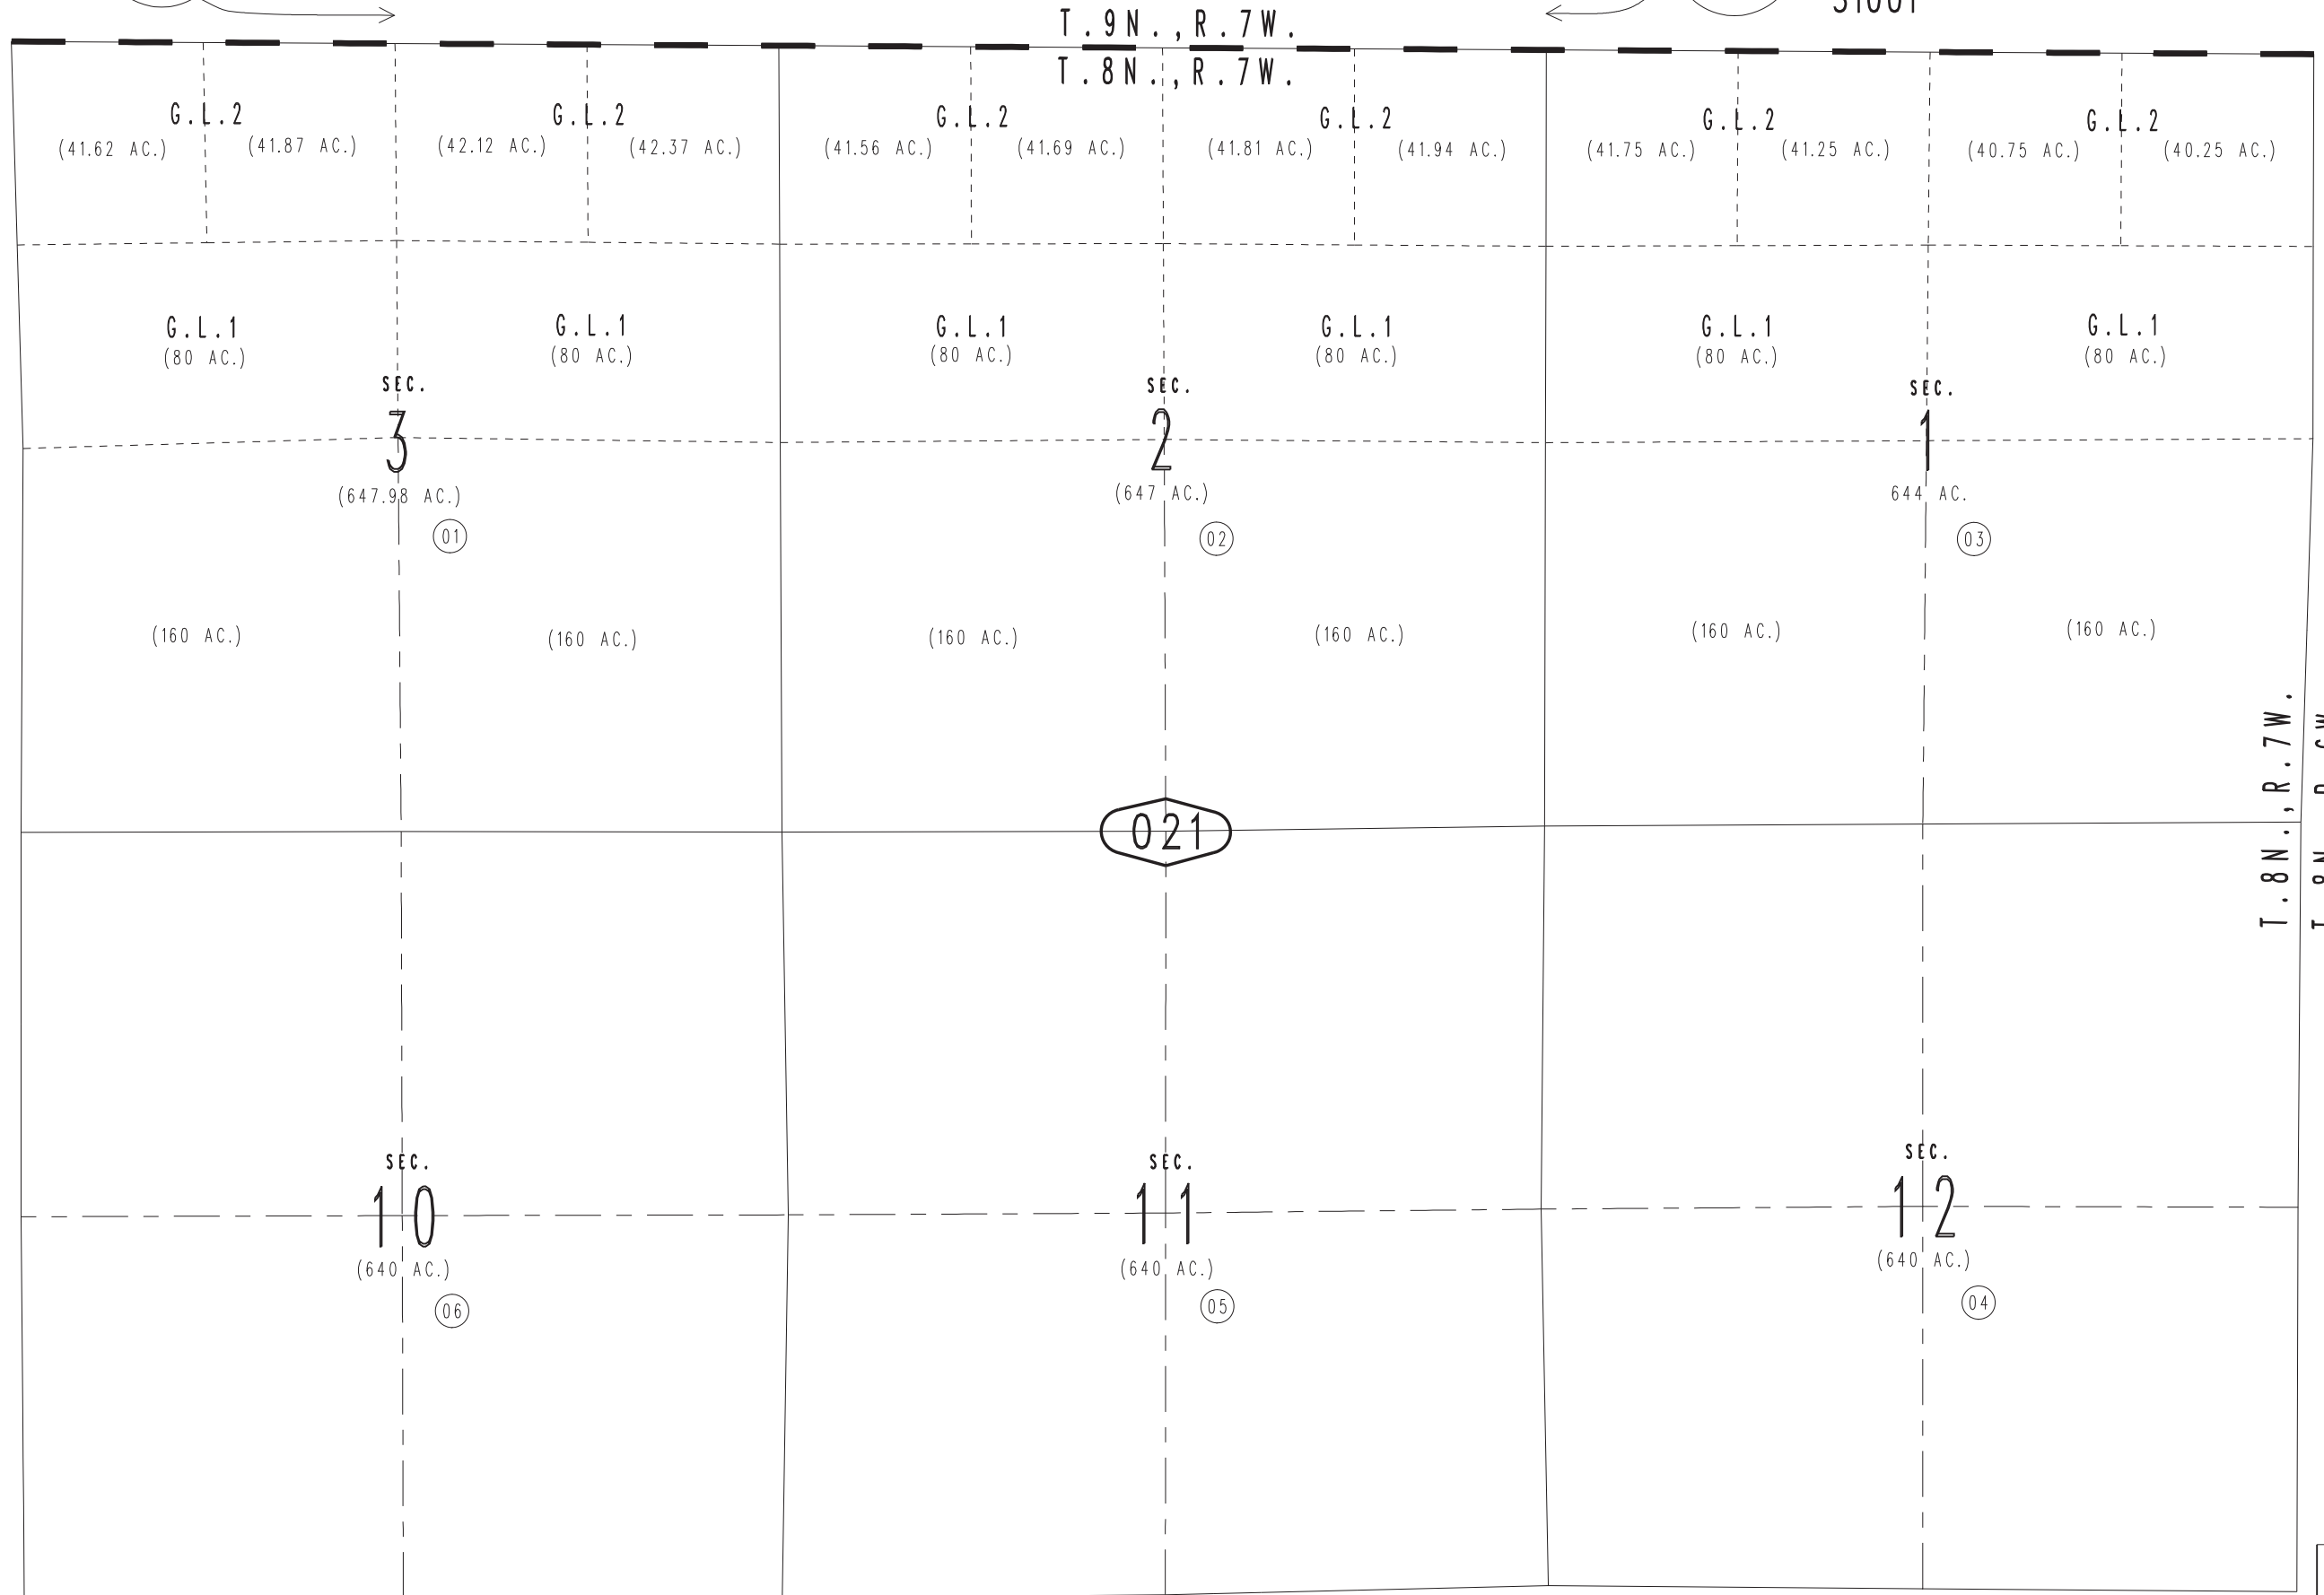 31001
T.9N.,R.7W.
T.8N.,R.7W.
G.L.2 G.L.2 G.L.2 G.L.2 G.L.2 G.L.2
(41.62 AC.) (41.87 AC.) (42.12 AC.) (42.37 AC.) (41.56 AC.) (41.69 AC.) (41.81 AC.) (41.94 AC.) (41.75 AC.) (41.25 AC.) (40.75 AC.) (40.25 AC.)
G.L.1 G.L.1 G.L.1 G.L.1 G.L.1 G.L.1
(80 AC.) (80 AC.) (80 AC.) (80 AC.) (80 AC.) (80 AC.)
SEC. SEC. SEC.
3 2 1
(647.98 AC.) (647 AC.) 644 AC.
01 02 03
(160 AC.) (160 AC.) (160 AC.) (160 AC.) (160 AC.) (160 AC.)
T.8N.,R.7W.
021
SEC. SEC. SEC.
10 11 12
(640 AC.) (640 AC.) (640 AC.)
06 05 04